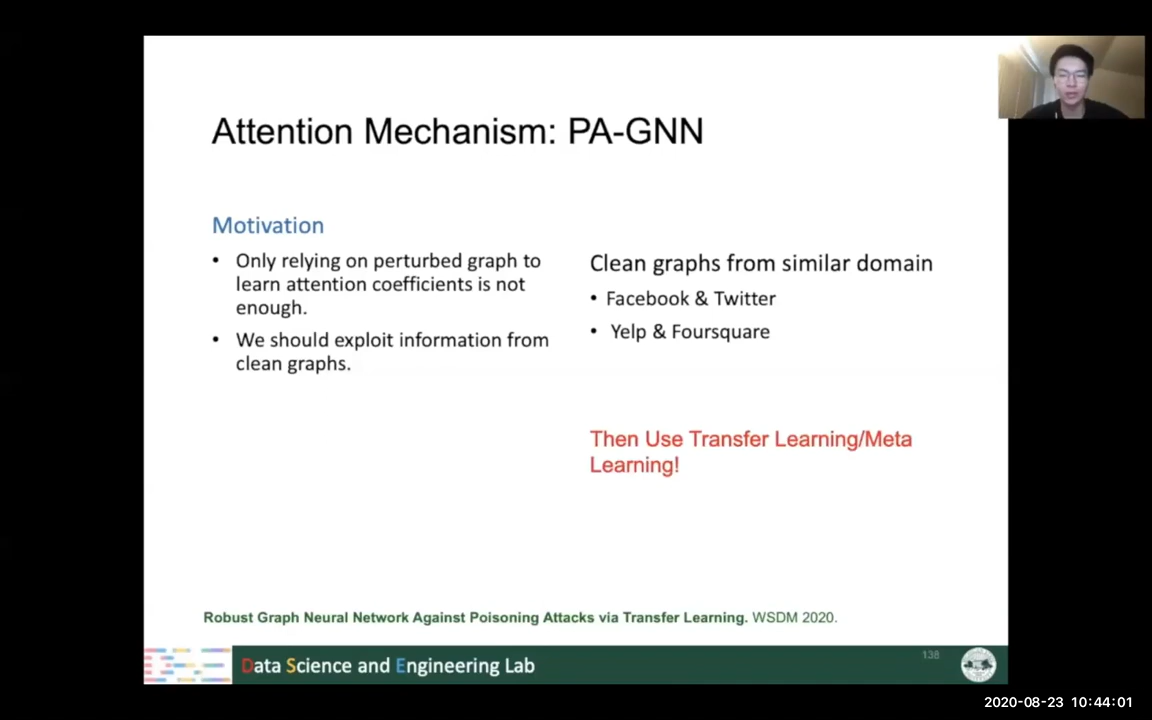 Attention Mechanism: PA-GNN
Motivation
• Only relying on perturbed graph to
learn attention coefficients is not
enough.
• We should exploit information from
clean graphs.
Clean graphs from similar domain
• Facebook & Twitter
• Yelp & Foursquare
Then Use Transfer Learning/Meta
Learning!
Robust Graph Neural Network Against Poisoning Attacks via Transfer Learning. WSDM 2020.
Data Science and Engineering Lab
138
2020-08-23 10:44:01